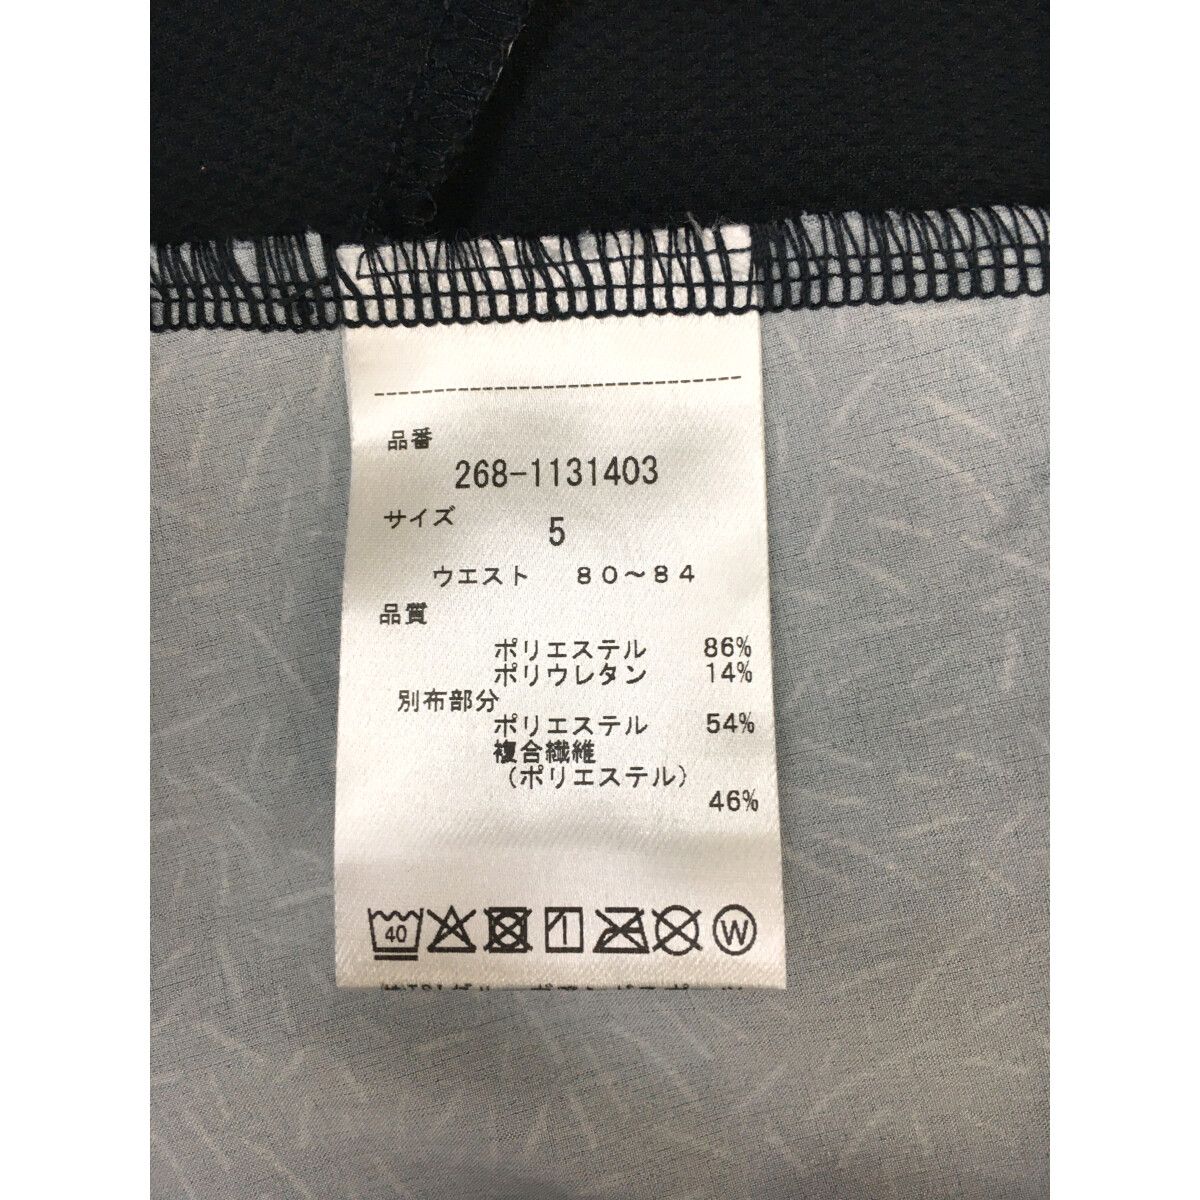 品番
268-1131403
サイズ 5
ウエスト 80～84
品質
ポリエステル 86%
ポリウレタン 14%
別布部分
ポリエステル 54%
複合繊維
(ポリエステル)
46%
40 W